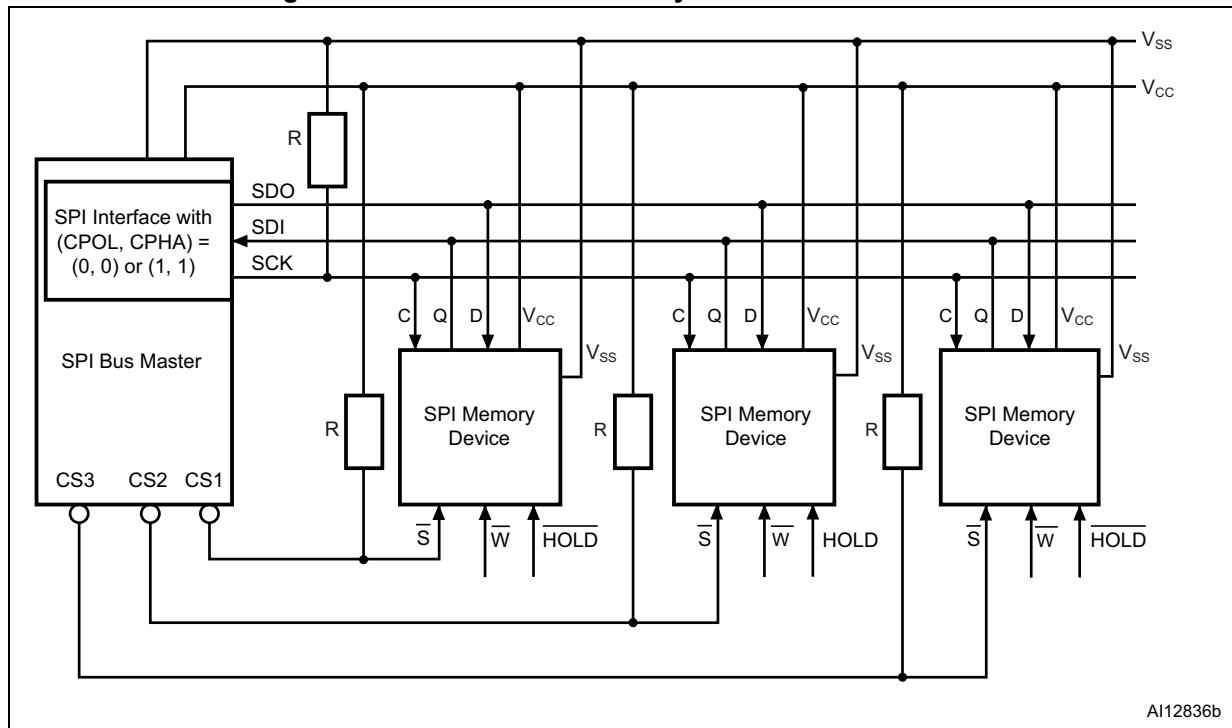 VSS
VCC
R
SDO
SPI Interface with
(CPOL, CPHA) =
(0, 0) or (1, 1)
SDI
SCK
C Q D VCC VSS
C Q D VCC VSS
C Q D VCC VSS
SPI Bus Master
R
SPI Memory
Device
R
SPI Memory
Device
R
SPI Memory
Device
CS3 CS2 CS1
S̅ W̅ H̅O̅L̅D̅
S̅ W̅ HOLD
S̅ W̅ H̅O̅L̅D̅
AI12836b